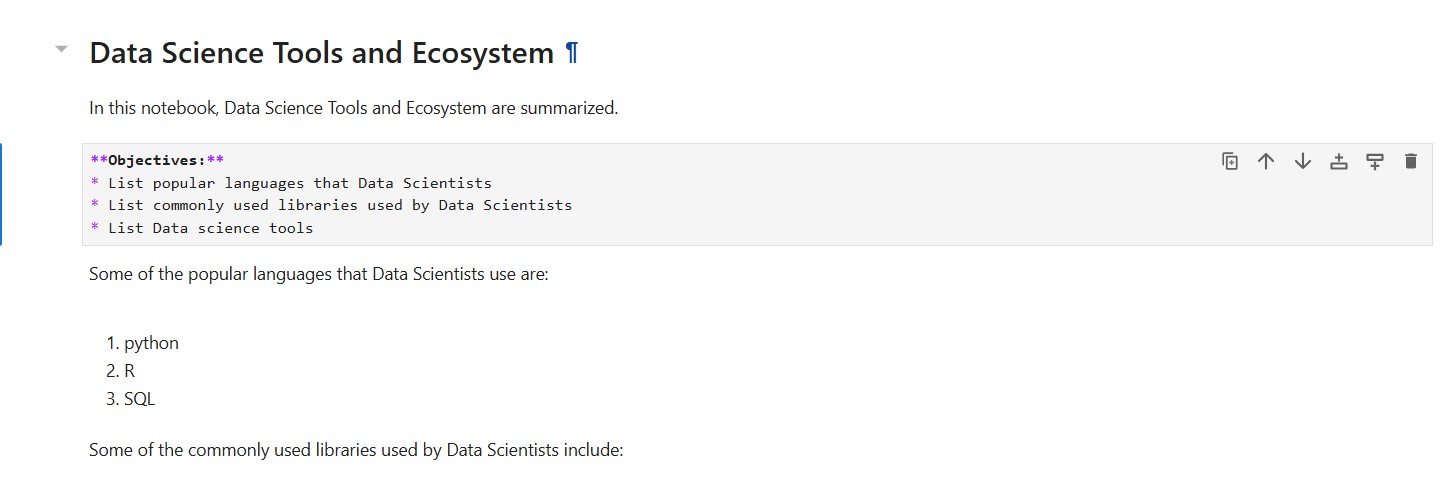 Data Science Tools and Ecosystem ¶
In this notebook, Data Science Tools and Ecosystem are summarized.
**Objectives:**
* List popular languages that Data Scientists
* List commonly used libraries used by Data Scientists
* List Data science tools
Some of the popular languages that Data Scientists use are:
1. python
2. R
3. SQL
Some of the commonly used libraries used by Data Scientists include: